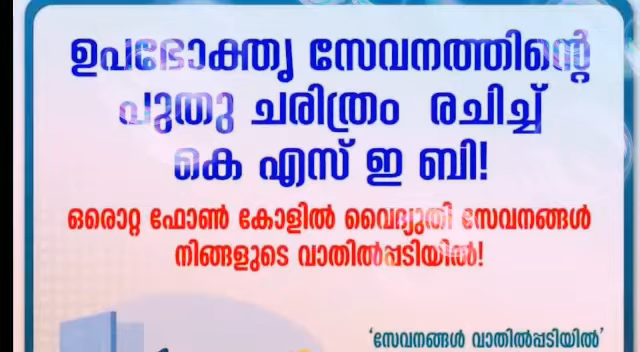 ഉപഭോക്തൃ സേവനത്തിന്റെ
പുതു ചരിത്രം രചിച്ച്
കെ എസ് ഇ ബി!
ഒരൊറ്റ ഫോൺ കോളിൽ വൈദ്യുതി സേവനങ്ങൾ
നിങ്ങളുടെ വാതിൽപ്പടിയിൽ!
'സേവനങ്ങൾ വാതിൽപ്പടിയിൽ'